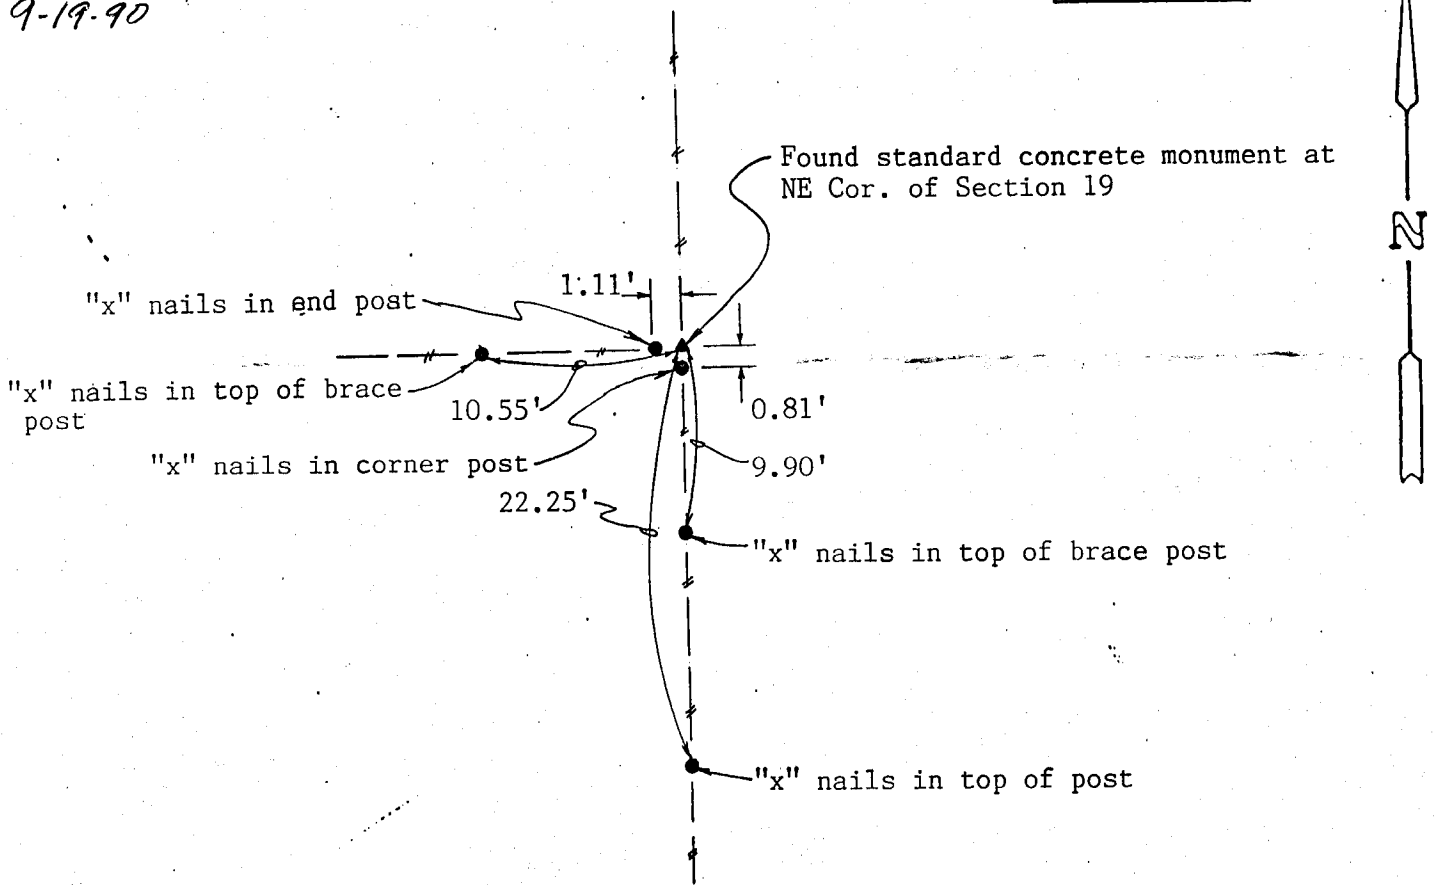 9-19-90
Found standard concrete monument at
NE Cor. of Section 19
N
1.11'
"x" nails in end post
"x" nails in top of brace
post
10.55'
0.81'
"x" nails in corner post
9.90'
22.25'
"x" nails in top of brace post
"x" nails in top of post